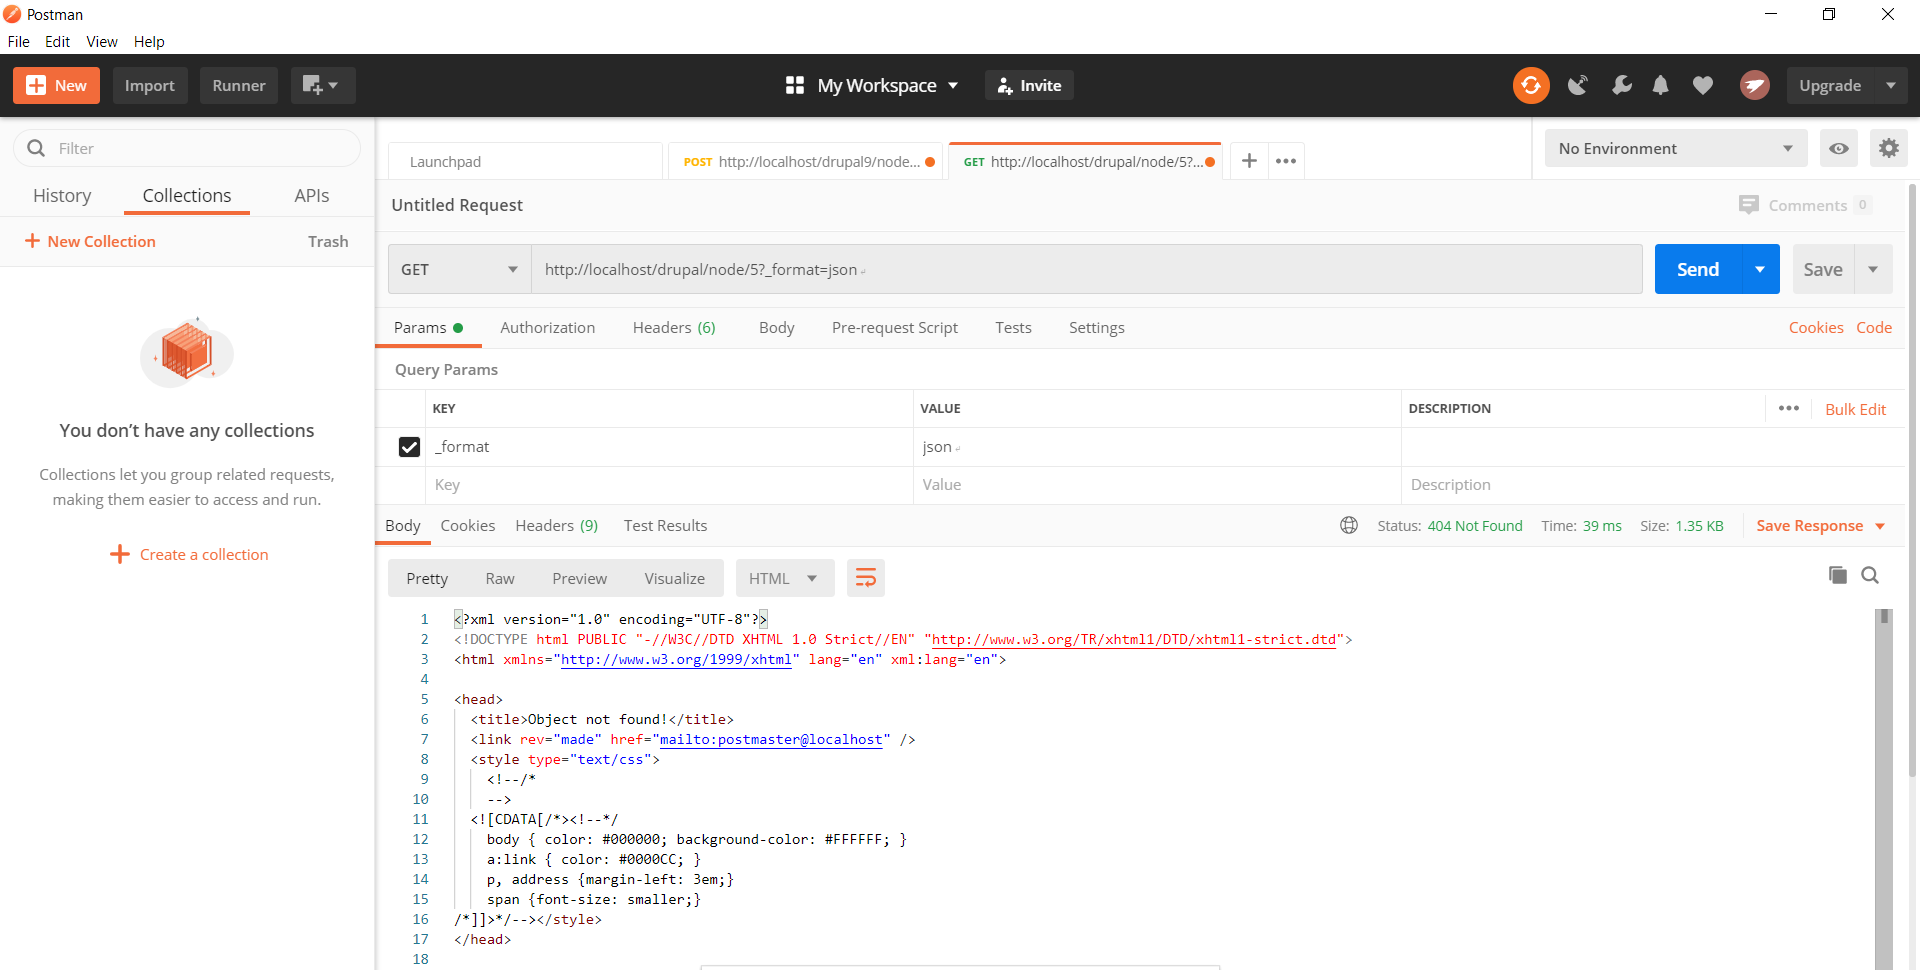 Postman
File Edit View Help
New Import Runner My Workspace Invite Upgrade
Filter
History Collections APIs
New Collection Trash
You don't have any collections
Collections let you group related requests,
making them easier to access and run.
Create a collection
Launchpad POST http://localhost/drupal9/node... GET http://localhost/drupal/node/5?... No Environment
Untitled Request Comments 0
GET http://localhost/drupal/node/5?_format=json Send Save
Params Authorization Headers (6) Body Pre-request Script Tests Settings Cookies Code
Query Params
KEY VALUE DESCRIPTION Bulk Edit
_format json
Key Value Description
Body Cookies Headers (9) Test Results Status: 404 Not Found Time: 39 ms Size: 1.35 KB Save Response
Pretty Raw Preview Visualize HTML
1 <?xml version="1.0" encoding="UTF-8"?>
2 <!DOCTYPE html PUBLIC "-//W3C//DTD XHTML 1.0 Strict//EN" "http://www.w3.org/TR/xhtml1/DTD/xhtml1-strict.dtd">
3 <html xmlns="http://www.w3.org/1999/xhtml" lang="en" xml:lang="en">
4
5 <head>
6 <title>Object not found!</title>
7 <link rev="made" href="mailto:postmaster@localhost" />
8 <style type="text/css">
9 <!--/*
10 -->
11 <![CDATA[/*><!--*/
12 body { color: #000000; background-color: #FFFFFF; }
13 a:link { color: #0000CC; }
14 p, address {margin-left: 3em;}
15 span {font-size: smaller;}
16 /*]]>*/--></style>
17 </head>
18